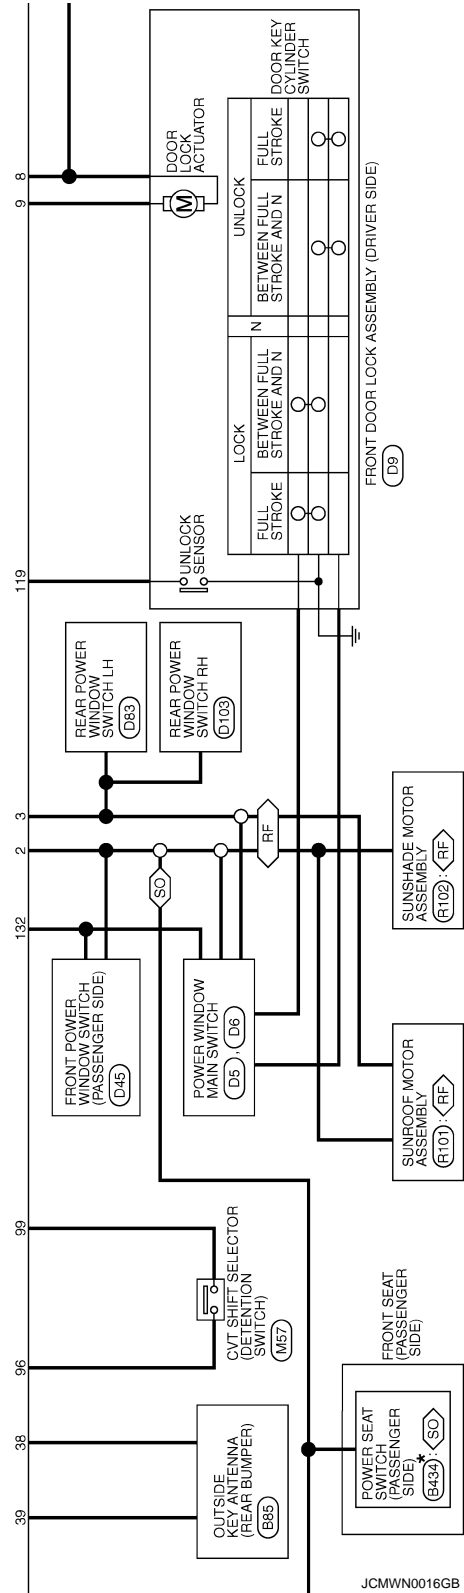 39
38
96
99
132
2
3
119
9
8
OUTSIDE
KEY ANTENNA
(REAR BUMPER)
B85
CVT SHIFT SELECTOR
(DETENTION
SWITCH)
M57
FRONT POWER
WINDOW SWITCH
(PASSENGER SIDE)
D45
POWER WINDOW
MAIN SWITCH
D5 , D6
SO
RF
REAR POWER
WINDOW
SWITCH LH
D83
REAR POWER
WINDOW
SWITCH RH
D103
UNLOCK
SENSOR
DOOR
LOCK
ACTUATOR
M
DOOR KEY
CYLINDER
SWITCH
LOCK
N
UNLOCK
FULL
STROKE
BETWEEN FULL
STROKE AND N
BETWEEN FULL
STROKE AND N
FULL
STROKE
FRONT DOOR LOCK ASSEMBLY (DRIVER SIDE)
D9
POWER SEAT
SWITCH
(PASSENGER
SIDE)
B434 * : SO
FRONT SEAT
(PASSENGER
SIDE)
SUNROOF MOTOR
ASSEMBLY
R101 : RF
SUNSHADE MOTOR
ASSEMBLY
R102 : RF
JCMWN0016GB